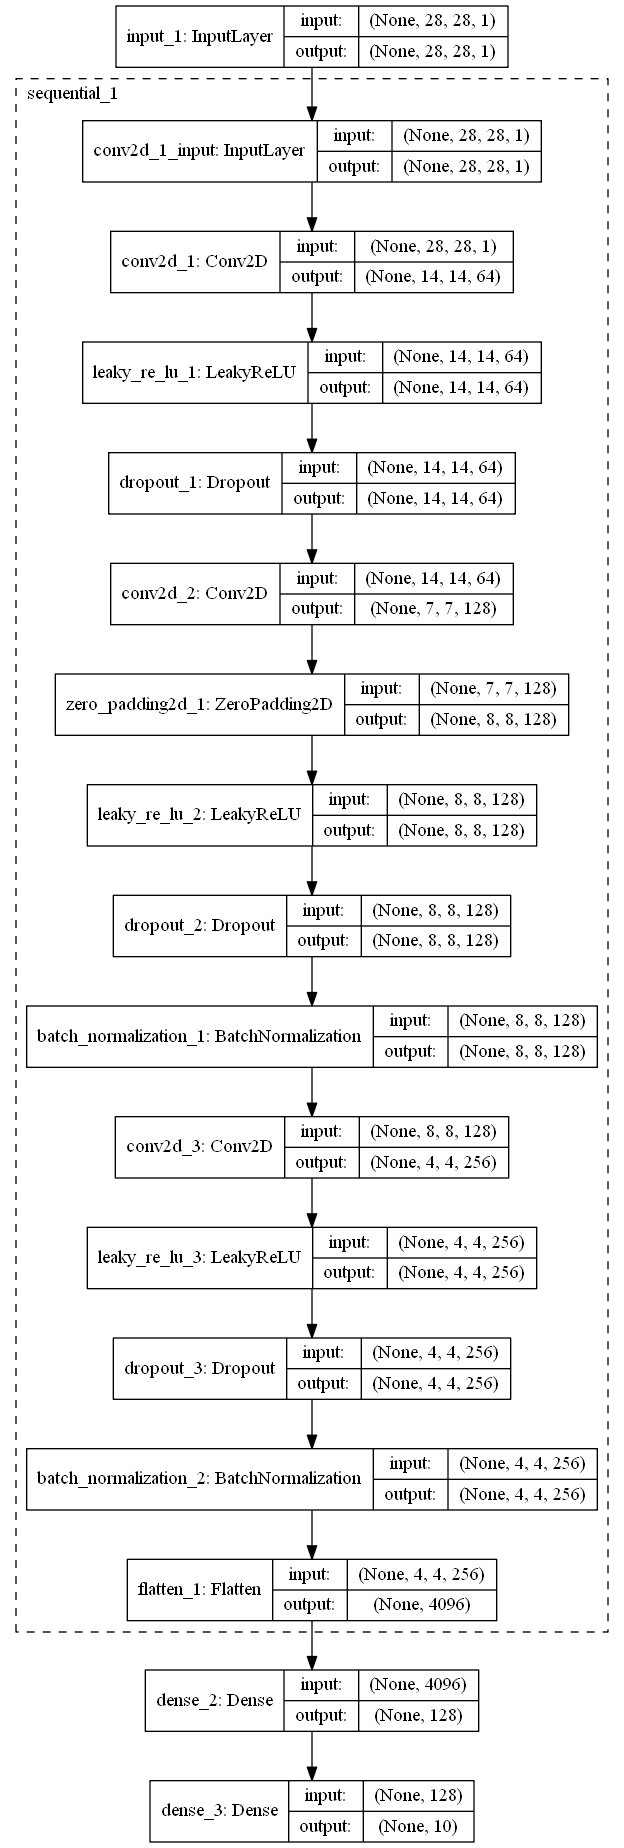 input_1: InputLayer
input: (None, 28, 28, 1)
output: (None, 28, 28, 1)
sequential_1
conv2d_1_input: InputLayer
input: (None, 28, 28, 1)
output: (None, 28, 28, 1)
conv2d_1: Conv2D
input: (None, 28, 28, 1)
output: (None, 14, 14, 64)
leaky_re_lu_1: LeakyReLU
input: (None, 14, 14, 64)
output: (None, 14, 14, 64)
dropout_1: Dropout
input: (None, 14, 14, 64)
output: (None, 14, 14, 64)
conv2d_2: Conv2D
input: (None, 14, 14, 64)
output: (None, 7, 7, 128)
zero_padding2d_1: ZeroPadding2D
input: (None, 7, 7, 128)
output: (None, 8, 8, 128)
leaky_re_lu_2: LeakyReLU
input: (None, 8, 8, 128)
output: (None, 8, 8, 128)
dropout_2: Dropout
input: (None, 8, 8, 128)
output: (None, 8, 8, 128)
batch_normalization_1: BatchNormalization
input: (None, 8, 8, 128)
output: (None, 8, 8, 128)
conv2d_3: Conv2D
input: (None, 8, 8, 128)
output: (None, 4, 4, 256)
leaky_re_lu_3: LeakyReLU
input: (None, 4, 4, 256)
output: (None, 4, 4, 256)
dropout_3: Dropout
input: (None, 4, 4, 256)
output: (None, 4, 4, 256)
batch_normalization_2: BatchNormalization
input: (None, 4, 4, 256)
output: (None, 4, 4, 256)
flatten_1: Flatten
input: (None, 4, 4, 256)
output: (None, 4096)
dense_2: Dense
input: (None, 4096)
output: (None, 128)
dense_3: Dense
input: (None, 128)
output: (None, 10)